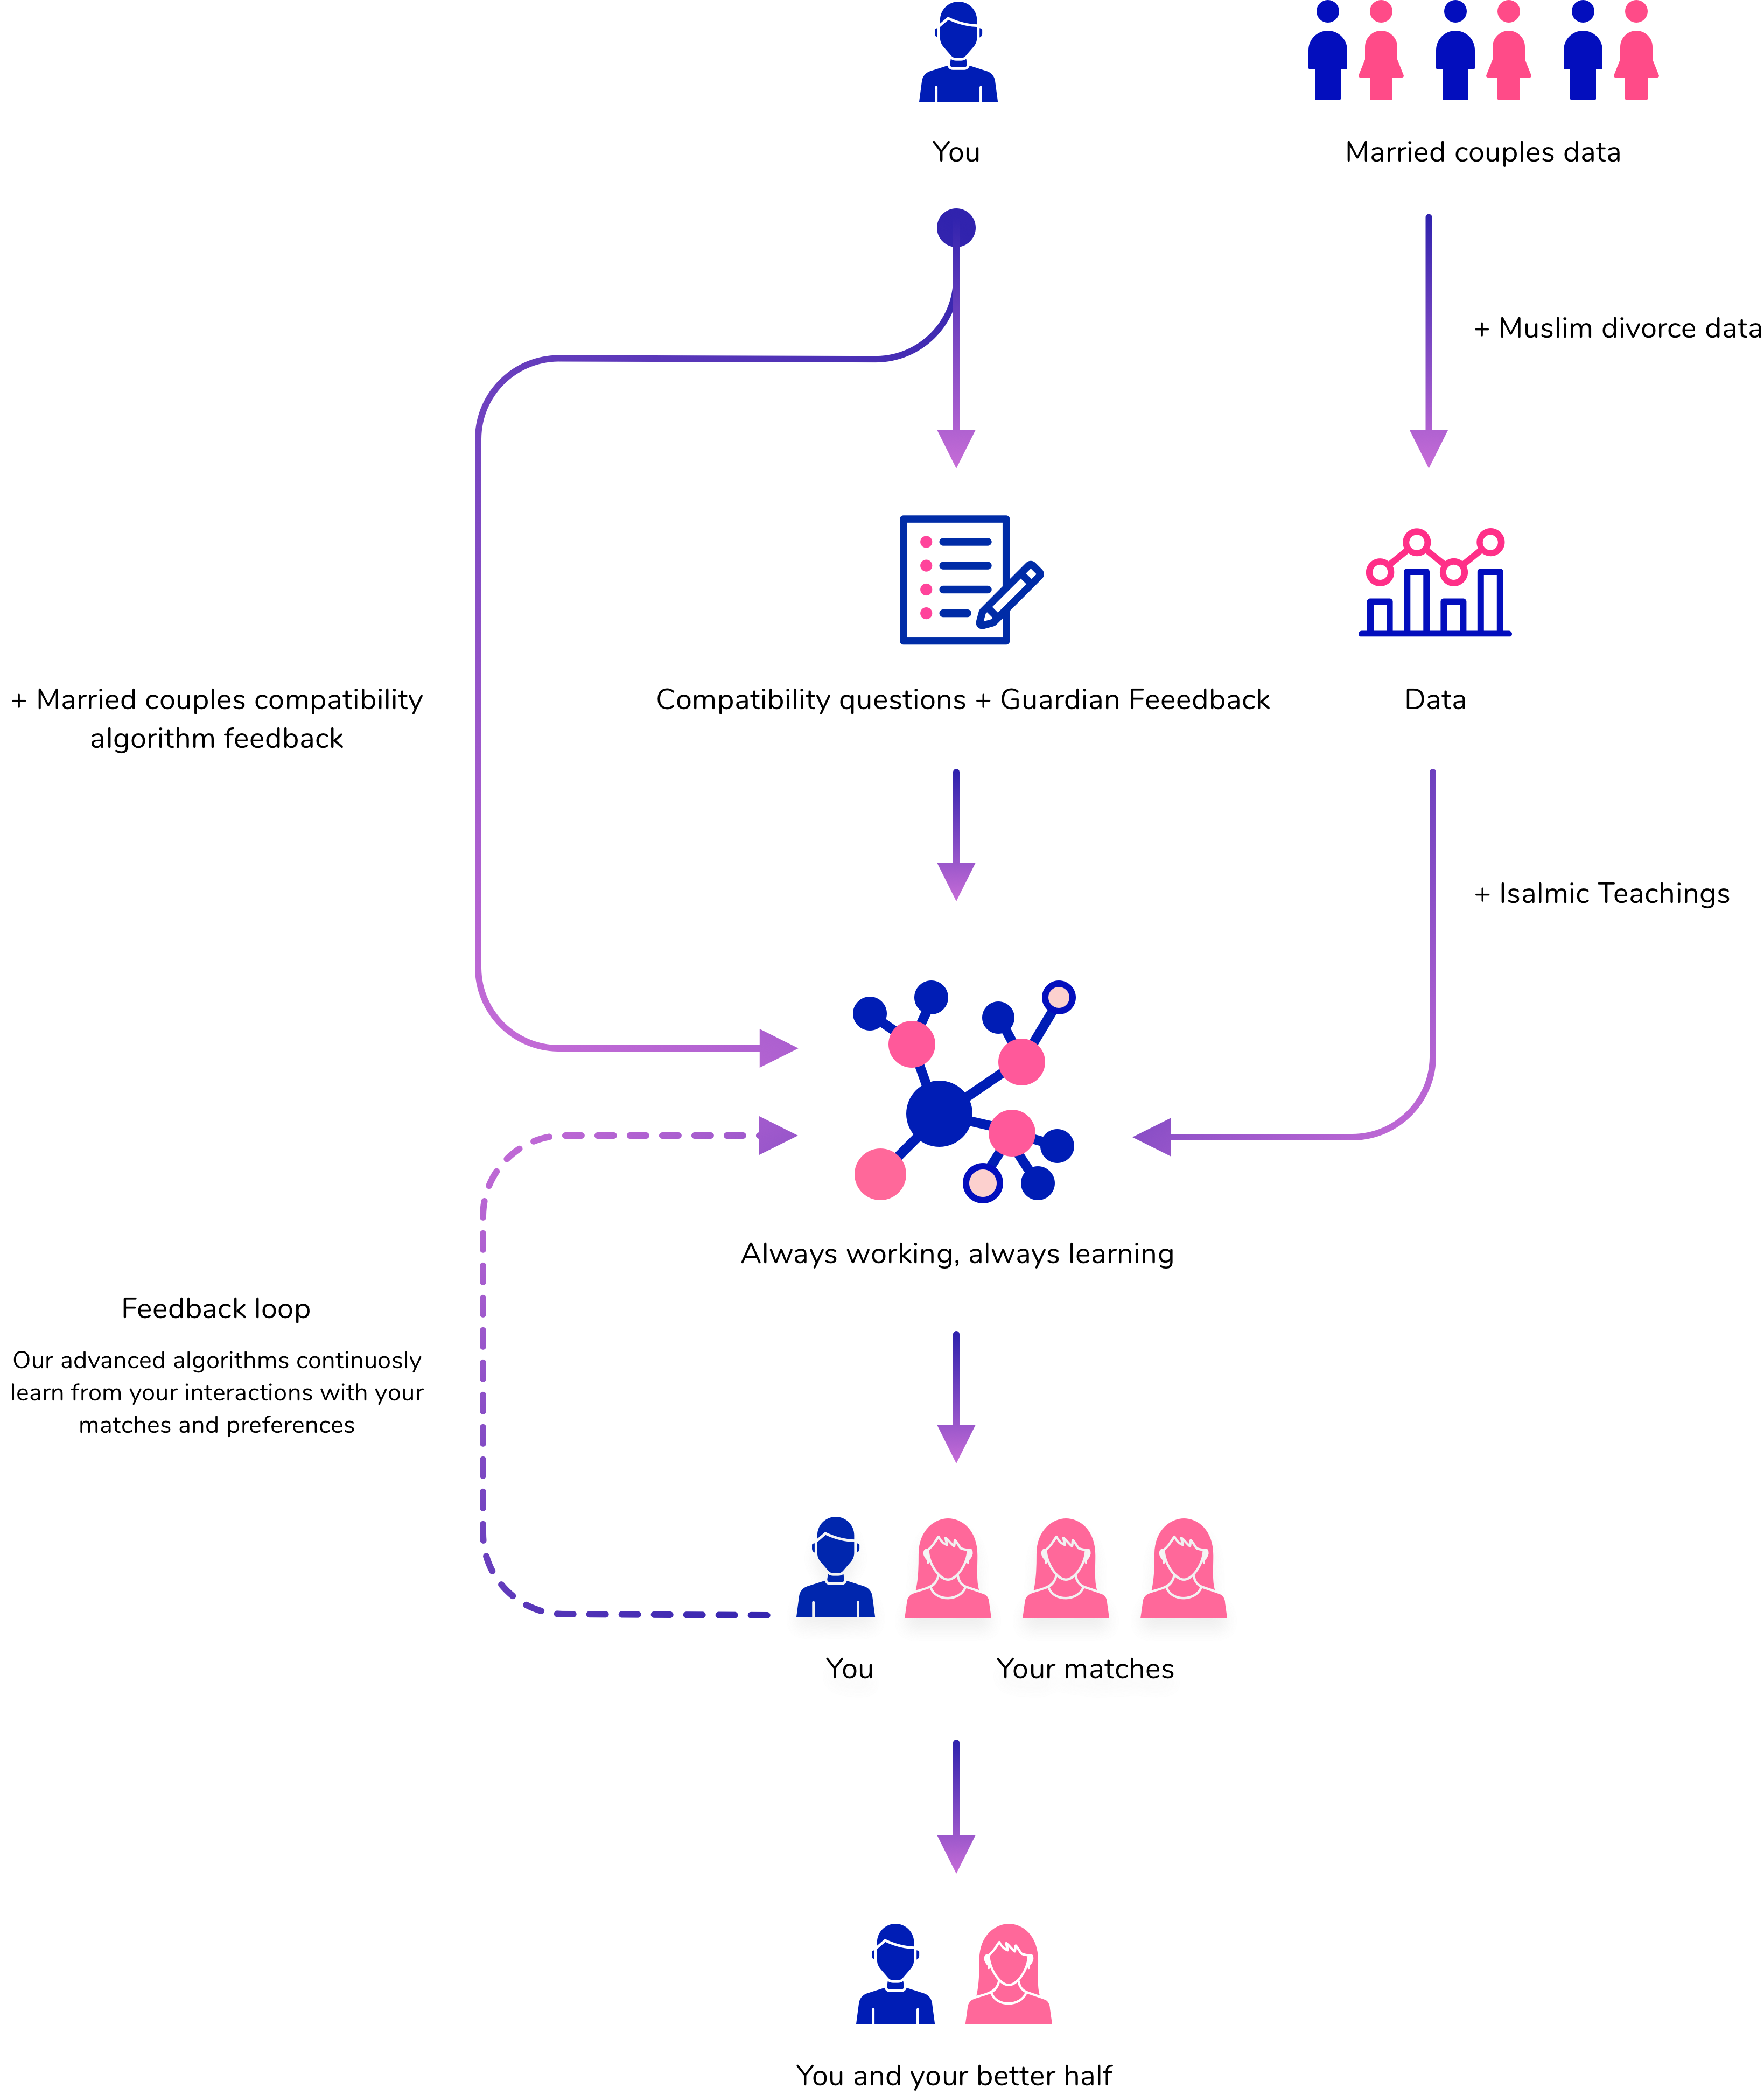 You
Married couples data
+ Muslim divorce data
+ Married couples compatibility
algorithm feedback
Compatibility questions + Guardian Feeedback
Data
+ Isalmic Teachings
Always working, always learning
Feedback loop
Our advanced algorithms continuosly
learn from your interactions with your
matches and preferences
You
Your matches
You and your better half